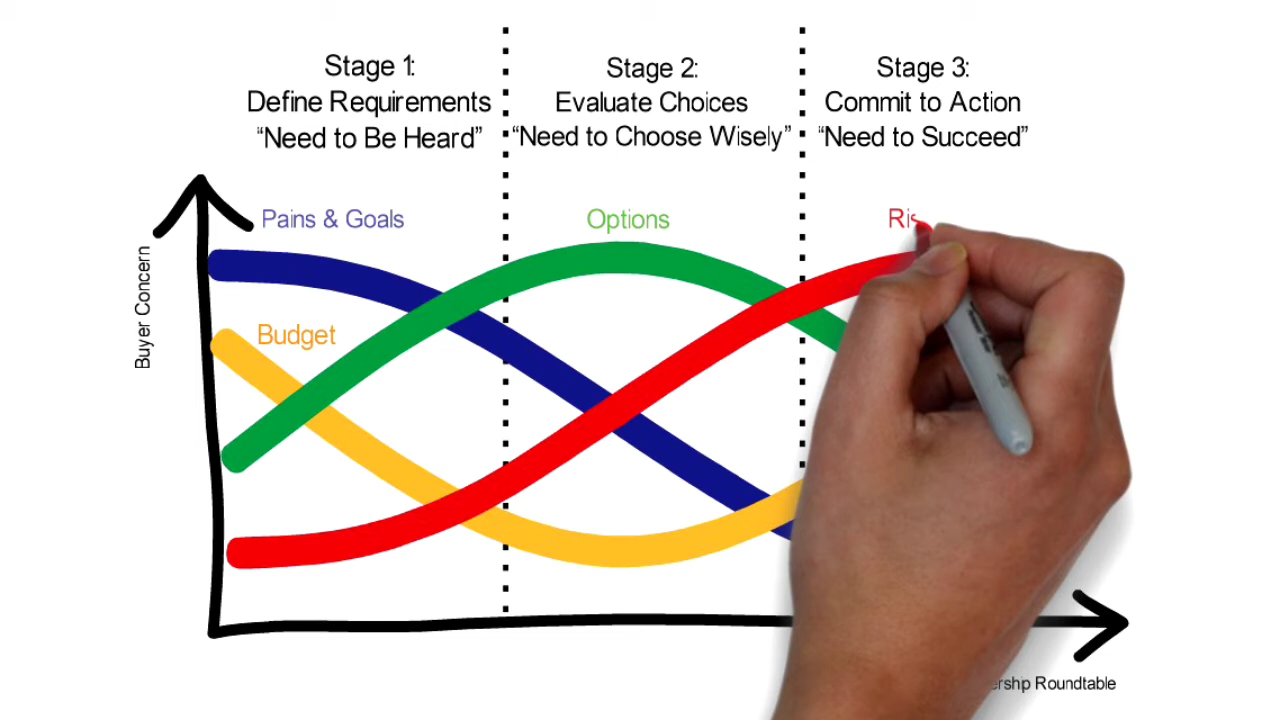 Stage 1:
Define Requirements
“Need to Be Heard”
Stage 2:
Evaluate Choices
“Need to Choose Wisely”
Stage 3:
Commit to Action
“Need to Succeed”
Pains & Goals
Options
Budget
Buyer Concern
Roundtable